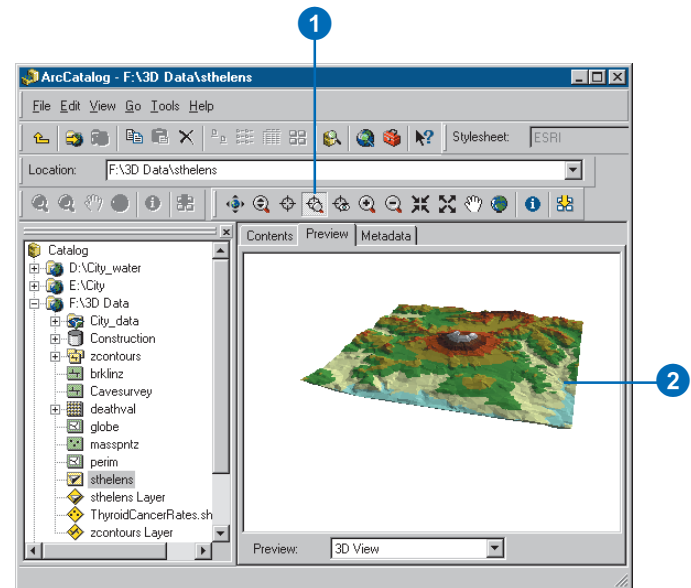 1
ArcCatalog - F:\3D Data\sthelens
File Edit View Go Tools Help
Stylesheet: ESRI
Location: F:\3D Data\sthelens
Contents Preview Metadata
Catalog
D:\City_water
E:\City
F:\3D Data
City_data
Construction
zcontours
brklinz
Cavesurvey
deathval
globe
masspntz
perim
sthelens
sthelens Layer
ThyroidCancerRates.sh
zcontours Layer
2
Preview: 3D View